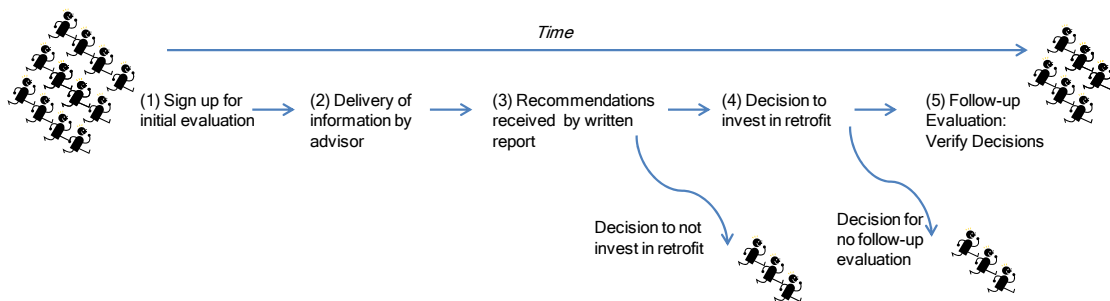 Time
(1) Sign up for
initial evaluation
(2) Delivery of
information by
advisor
(3) Recommendations
received by written
report
(4) Decision to
invest in retrofit
(5) Follow-up
Evaluation:
Verify Decisions
Decision to not
invest in retrofit
Decision for
no follow-up
evaluation